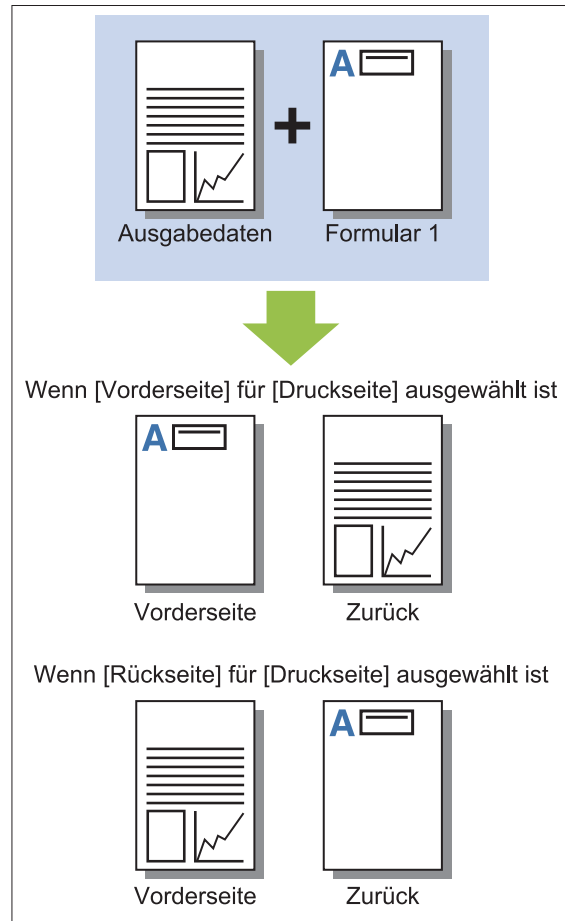 A
Ausgabedaten
Formular 1
Wenn [Vorderseite] für [Druckseite] ausgewählt ist
A
Vorderseite
Zurück
Wenn [Rückseite] für [Druckseite] ausgewählt ist
A
Vorderseite
Zurück